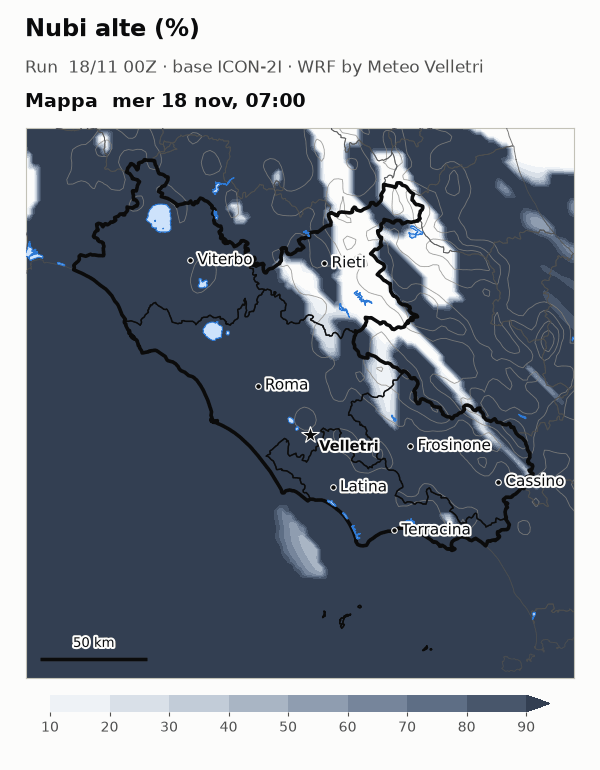 Nubi alte (%)
Run  18/11 00Z · base ICON-2I · WRF by Meteo Velletri
Mappa  mer 18 nov, 07:00
Viterbo
Rieti
Roma
Velletri
Frosinone
Cassino
Latina
Terracina
50 km
10 20 30 40 50 60 70 80 90